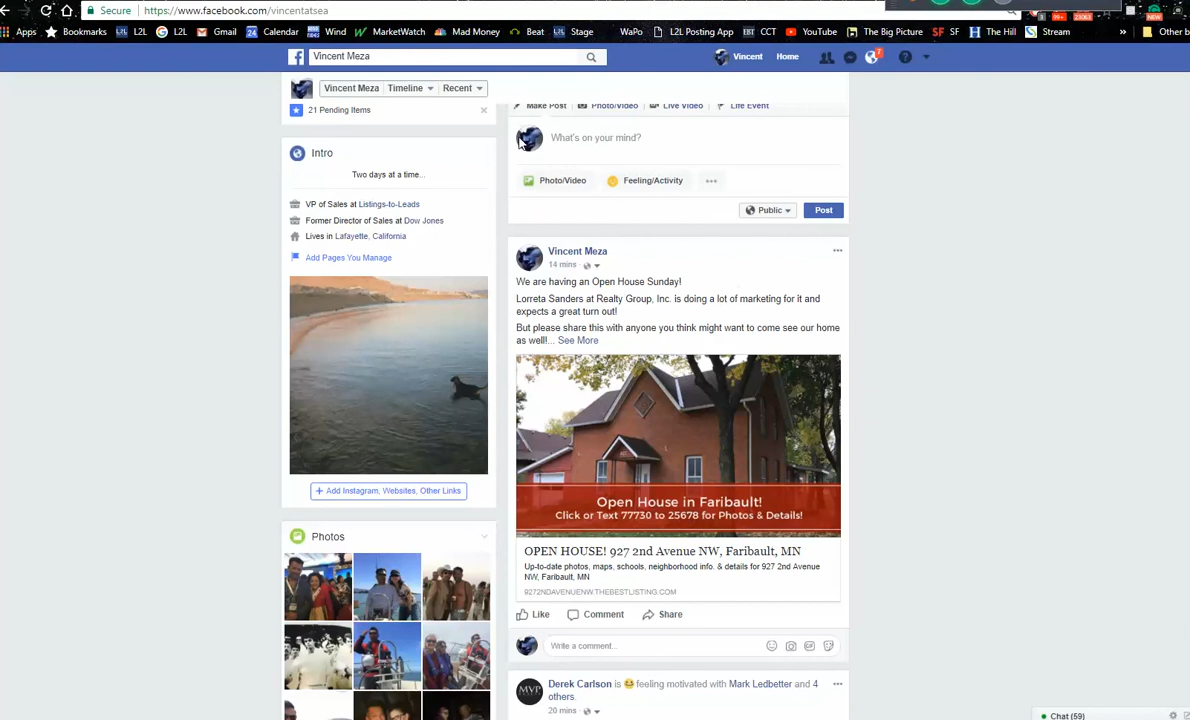 Secure https://www.facebook.com/vincentatsea
Apps Bookmarks L2L L2L Gmail Calendar Wind MarketWatch Mad Money Beat Stage WaPo L2L Posting App CCT YouTube The Big Picture SF The Hill Stream » Other b
99+ 23063 NEW
Vincent Meza Vincent Home 7
Vincent Meza Timeline Recent
21 Pending Items
Intro
Two days at a time...
VP of Sales at Listings-to-Leads
Former Director of Sales at Dow Jones
Lives in Lafayette, California
Add Pages You Manage
+ Add Instagram, Websites, Other Links
Photos
Make Post Photo/Video Live Video Life Event
What's on your mind?
Photo/Video Feeling/Activity
Public Post
Vincent Meza
14 mins ·
We are having an Open House Sunday!
Lorreta Sanders at Realty Group, Inc. is doing a lot of marketing for it and
expects a great turn out!
But please share this with anyone you think might want to come see our home
as well!... See More
Open House in Faribault!
Click or Text 77730 to 25678 for Photos & Details!
OPEN HOUSE! 927 2nd Avenue NW, Faribault, MN
Up-to-date photos, maps, schools, neighborhood info. & details for 927 2nd Avenue
NW, Faribault, MN
9272NDAVENUENW.THEBESTLISTING.COM
Like Comment Share
Write a comment...
MVP
Derek Carlson is feeling motivated with Mark Ledbetter and 4
others.
20 mins ·
Chat (59)